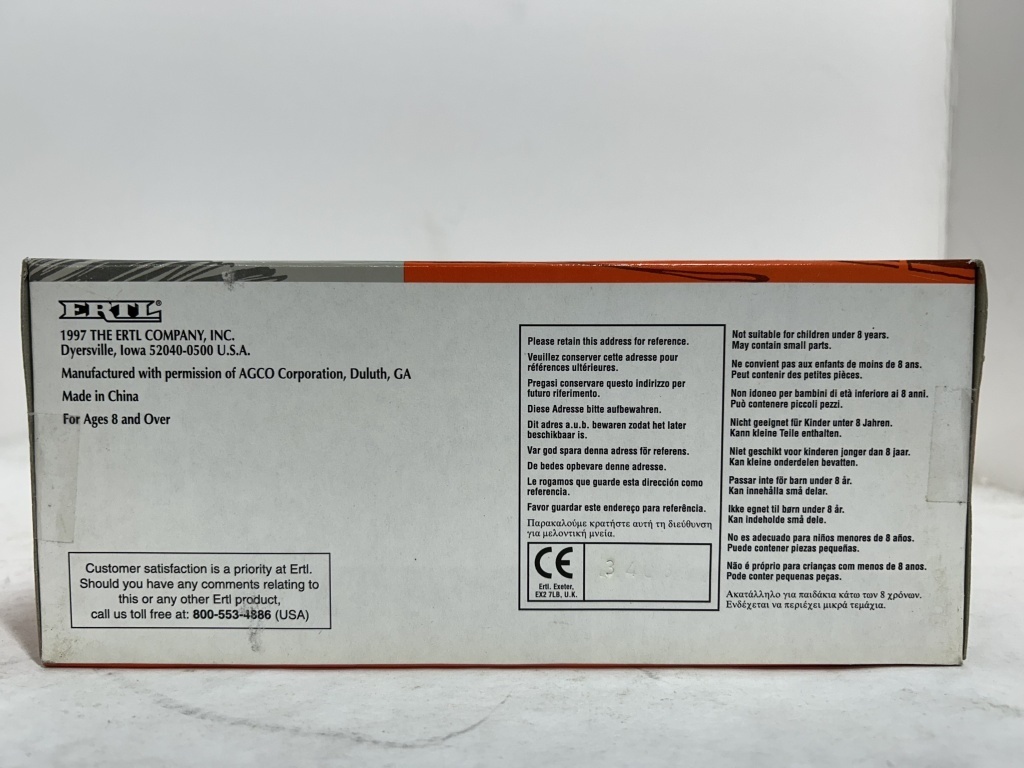 ERTL®
1997 THE ERTL COMPANY, INC.
Dyersville, Iowa 52040-0500 U.S.A.
Manufactured with permission of AGCO Corporation, Duluth, GA
Made in China
For Ages 8 and Over
Customer satisfaction is a priority at Ertl.
Should you have any comments relating to
this or any other Ertl product,
call us toll free at: 800-553-4886 (USA)
Please retain this address for reference.
Veuillez conserver cette adresse pour
références ultérieures.
Pregasi conservare questo indirizzo per
futuro riferimento.
Diese Adresse bitte aufbewahren.
Dit adres a.u.b. bewaren zodat het later
beschikbaar is.
Var god spara denna adress för referens.
De bedes opbevare denne adresse.
Le rogamos que guarde esta dirección como
referencia.
Favor guardar este endereço para referência.
Παρακαλούμε κρατήστε αυτή τη διεύθυνση
για μελοντική μνεία.
CE
Ertl. Exeter,
EX2 7LB, U.K.
Not suitable for children under 8 years.
May contain small parts.
Ne convient pas aux enfants de moins de 8 ans.
Peut contenir des petites pièces.
Non idoneo per bambini di età inferiore ai 8 anni.
Può contenere piccoli pezzi.
Nicht geeignet für Kinder unter 8 Jahren.
Kann kleine Teile enthalten.
Niet geschikt voor kinderen jonger dan 8 jaar.
Kan kleine onderdelen bevatten.
Passar inte för barn under 8 år.
Kan innehålla små delar.
Ikke egnet til børn under 8 år.
Kan indeholde små dele.
No es adecuado para niños menores de 8 años.
Puede contener piezas pequeñas.
Não é próprio para crianças com menos de 8 anos.
Pode conter pequenas peças.
Ακατάλληλο για παιδάκια κάτω των 8 χρόνων.
Ενδέχεται να περιέχει μικρά τεμάχια.